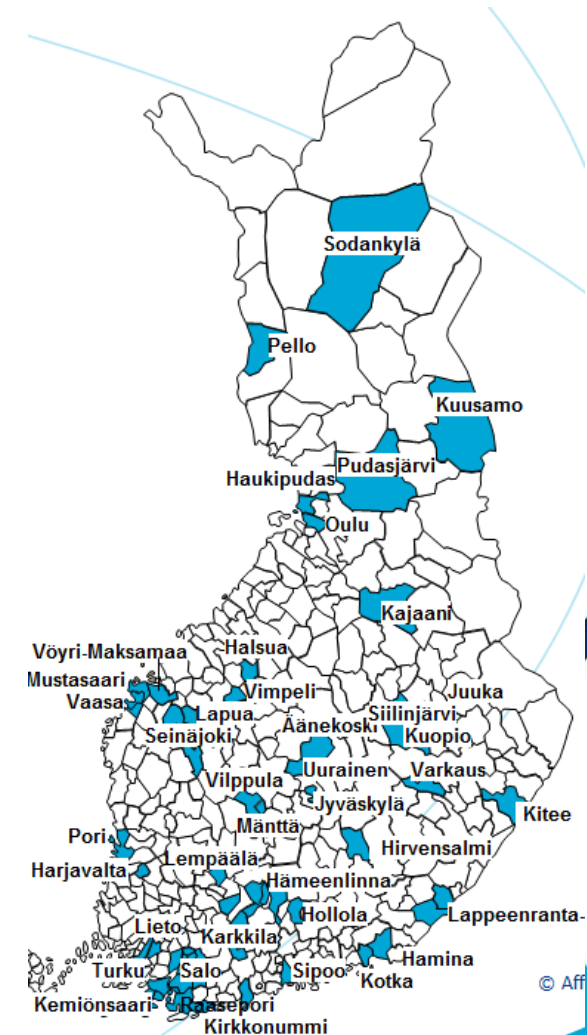 Sodankylä
Pello
Kuusamo
Pudasjärvi
Haukipudas
Oulu
Kajaani
Vöyri-Maksamaa
Halsua
Mustasaari
Vimpeli
Juuka
Vaasa
Lapua
Siilinjärvi
Äänekoski
Seinäjoki
Kuopio
Uurainen
Varkaus
Vilppula
Jyväskylä
Kitee
Mänttä
Pori
Hirvensalmi
Lempäälä
Harjavalta
Hämeenlinna
Hollola
Lappeenranta-
Lieto
Karkkila
Hamina
Turku
Salo
Sipoo
Kotka
© Aff
Kemiönsaari
Raasepori
Kirkkonummi